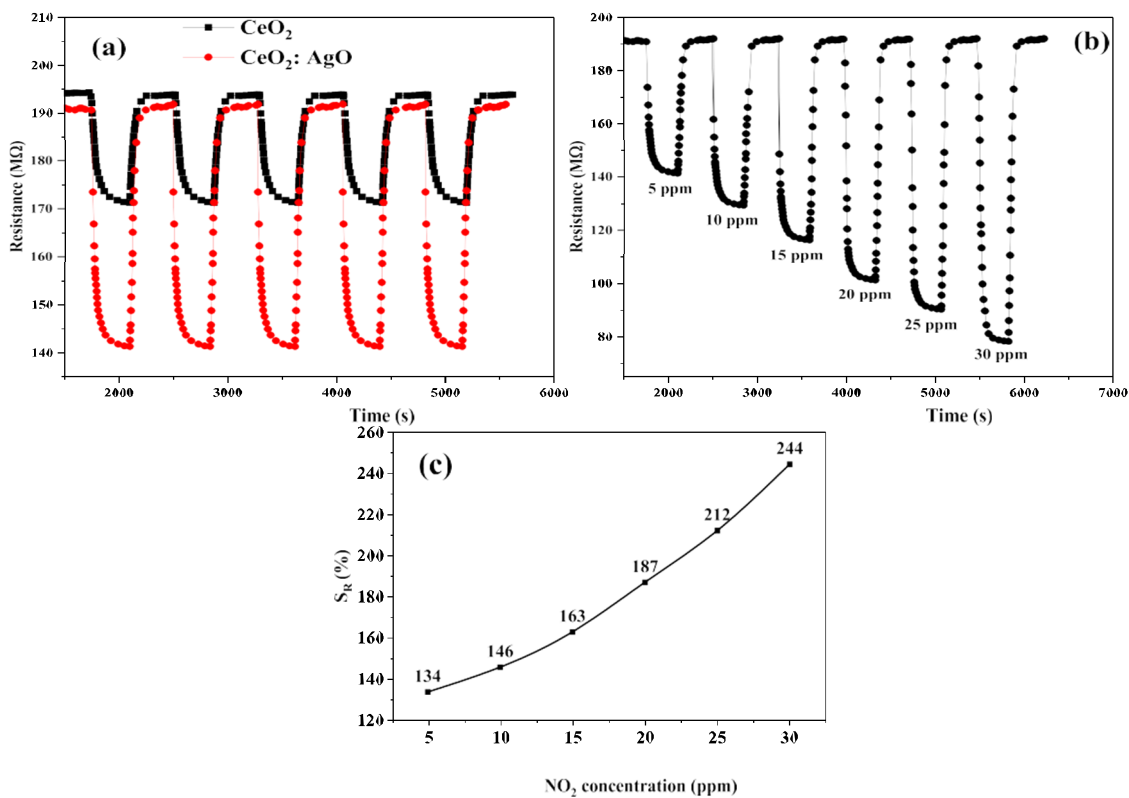 (a)
CeO₂
CeO₂: AgO
210
200
190
180
170
160
150
140
Resistance (MΩ)
2000 3000 4000 5000 6000
Time (s)
(b)
200
180
160
140
120
100
80
Resistance (MΩ)
5 ppm
10 ppm
15 ppm
20 ppm
25 ppm
30 ppm
2000 3000 4000 5000 6000 7000
Time (s)
(c)
260
240
220
200
180
160
140
120
S_R (%)
134
146
163
187
212
244
5 10 15 20 25 30
NO₂ concentration (ppm)